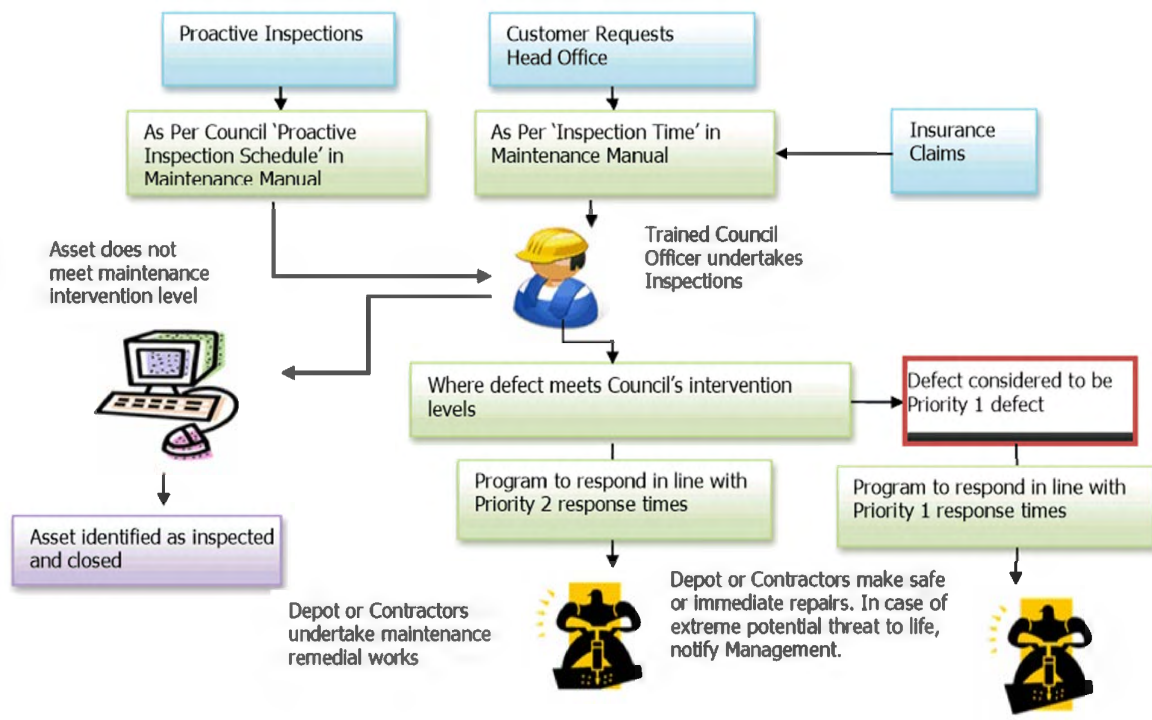 Proactive Inspections
Customer Requests
Head Office
As Per Council ‘Proactive
Inspection Schedule’ in
Maintenance Manual
As Per ‘Inspection Time’ in
Maintenance Manual
Insurance
Claims
Trained Council
Officer undertakes
Inspections
Asset does not
meet maintenance
intervention level
Where defect meets Council’s intervention
levels
Defect considered to be
Priority 1 defect
Program to respond in line with
Priority 2 response times
Program to respond in line with
Priority 1 response times
Asset identified as inspected
and closed
Depot or Contractors
undertake maintenance
remedial works
Depot or Contractors make safe
or immediate repairs. In case of
extreme potential threat to life,
notify Management.